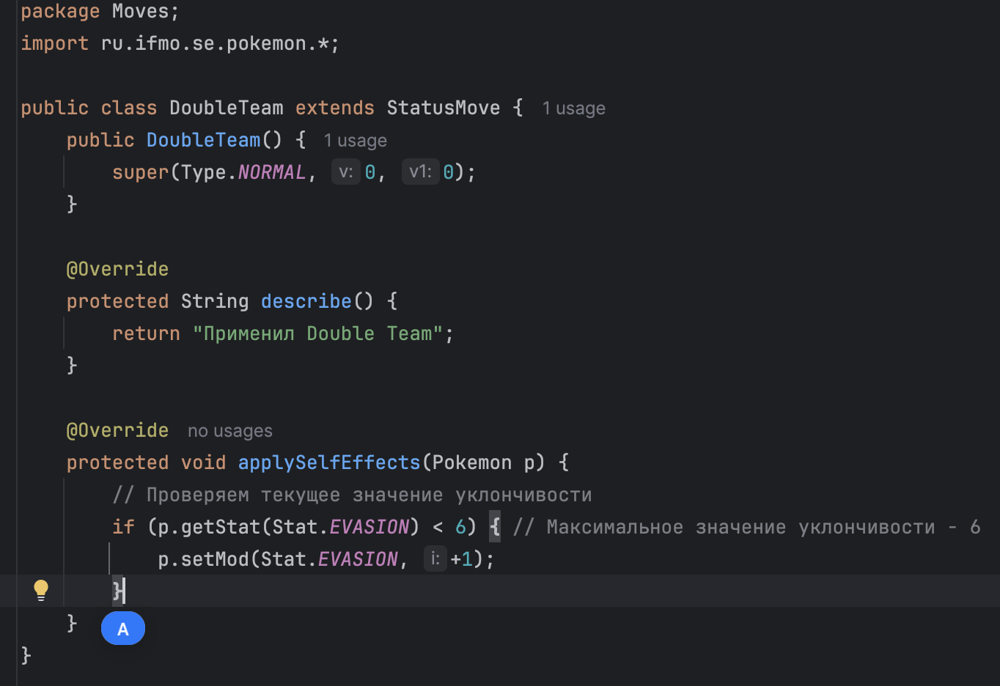 package Moves;
import ru.ifmo.se.pokemon.*;
public class DoubleTeam extends StatusMove { 1 usage
public DoubleTeam() { 1 usage
super(Type.NORMAL, v: 0, v1: 0);
}
@Override
protected String describe() {
return "Применил Double Team";
}
@Override no usages
protected void applySelfEffects(Pokemon p) {
// Проверяем текущее значение уклончивости
if (p.getStat(Stat.EVASION) < 6) { // Максимальное значение уклончивости - 6
p.setMod(Stat.EVASION, i: +1);
}
}
A
}